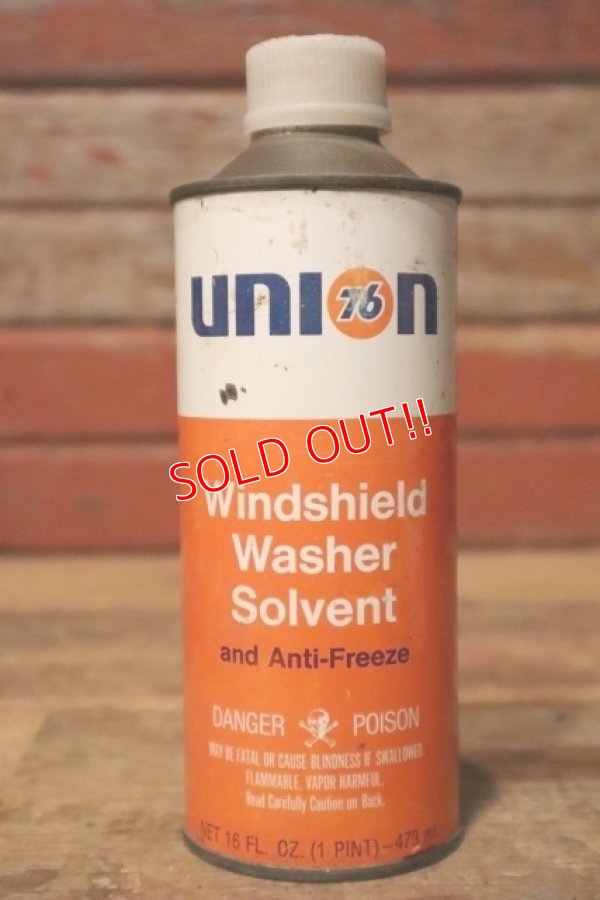 UNION
76
SOLD OUT!!
Windshield
Washer
Solvent
and Anti-Freeze
DANGER POISON
MAY BE FATAL OR CAUSE BLINDNESS IF SWALLOWED.
FLAMMABLE. VAPOR HARMFUL.
Read Carefully Caution on Back.
NET 16 FL. OZ. (1 PINT)-473 ml